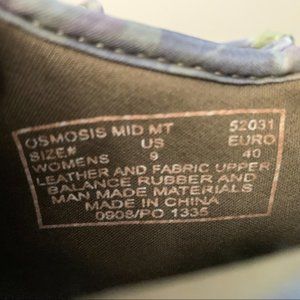 OSMOSIS MID MT 52031
SIZE# US EURO
WOMENS 9 40
LEATHER AND FABRIC UPPER
BALANCE RUBBER AND
MAN MADE MATERIALS
MADE IN CHINA
0908/PO 1335